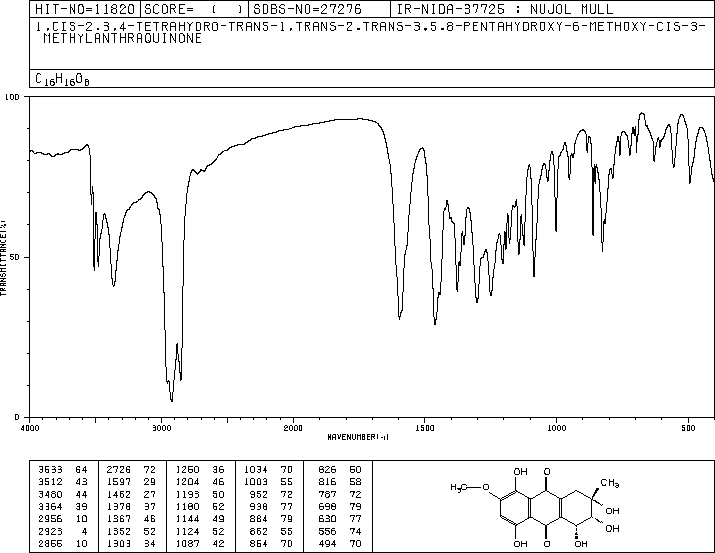 HIT-NO=11820 SCORE= ( ) SDBS-NO=27276 IR-NIDA-37725 : NUJOL MULL
1,CIS-2,3,4-TETRAHYDRO-TRANS-1,TRANS-2,TRANS-3,5,8-PENTAHYDROXY-6-METHOXY-CIS-3-
METHYLANTHRAQUINONE
C16H16O8
100
TRANSMITTANCE(%)
50
0
4000 3000 2000 1500 1000 500
WAVENUMBER(-1)
3533 64 2726 72 1250 36 1034 70 826 50
3512 43 1597 29 1204 46 1003 55 816 58
3480 44 1462 27 1193 50 952 72 787 72
3364 39 1378 37 1180 52 938 77 698 79
2956 10 1367 46 1144 49 884 79 630 77
2923 4 1352 52 1124 52 862 55 556 74
2855 10 1303 34 1087 42 854 70 494 70
OH O
H3C O CH3
OH
OH
OH O OH